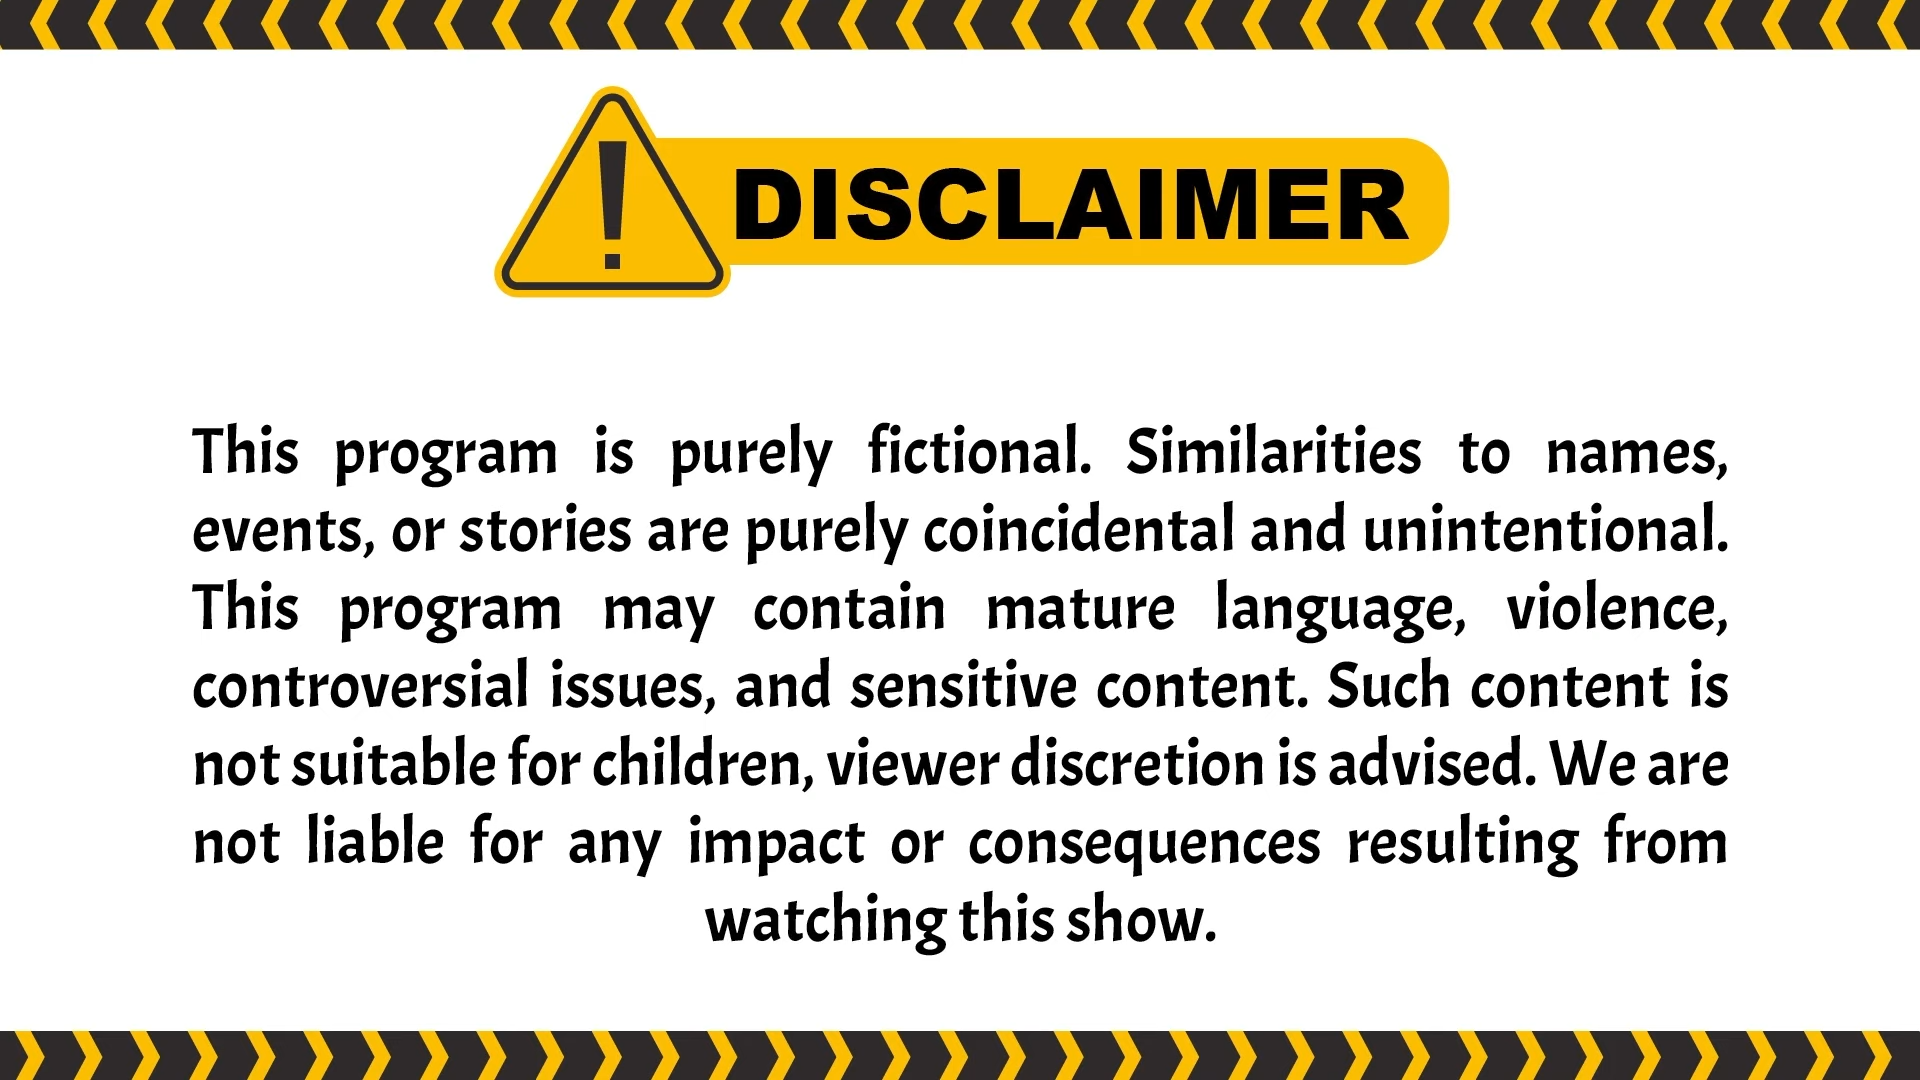 DISCLAIMER
This program is purely fictional. Similarities to names,
events, or stories are purely coincidental and unintentional.
This program may contain mature language, violence,
controversial issues, and sensitive content. Such content is
not suitable for children, viewer discretion is advised. We are
not liable for any impact or consequences resulting from
watching this show.